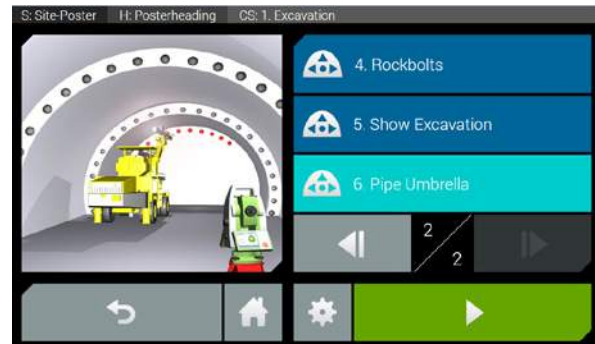 S: Site-Poster H: Posterheading CS: 1. Excavation
4. Rockbolts
5. Show Excavation
6. Pipe Umbrella
2
2